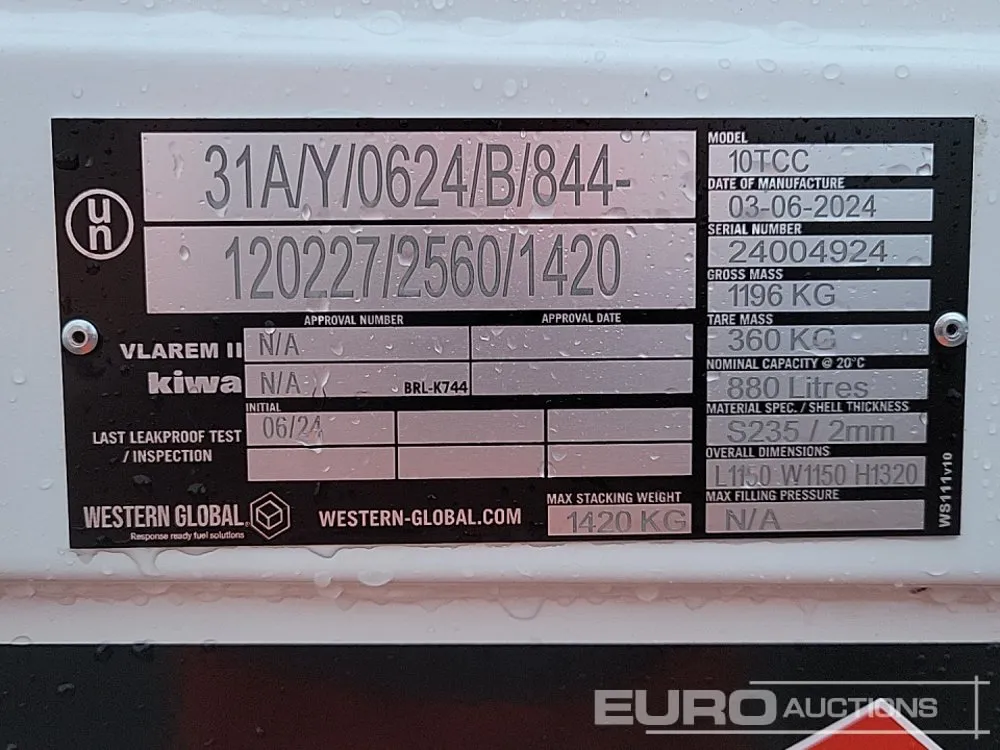 un
31A/Y/0624/B/844-
120227/2560/1420
APPROVAL NUMBER APPROVAL DATE
VLAREM II N/A
kiwa N/A BRL-K744
INITIAL
06/24
LAST LEAKPROOF TEST
/ INSPECTION
WESTERN GLOBAL®
Response ready fuel solutions
WESTERN-GLOBAL.COM
MAX STACKING WEIGHT
1420 KG
MODEL
10TCC
DATE OF MANUFACTURE
03-06-2024
SERIAL NUMBER
24004924
GROSS MASS
1196 KG
TARE MASS
360 KG
NOMINAL CAPACITY @ 20°C
880 Litres
MATERIAL SPEC. / SHELL THICKNESS
S235 / 2mm
OVERALL DIMENSIONS
L1150 W1150 H1320
MAX FILLING PRESSURE
N/A
WS111v10
EURO AUCTIONS